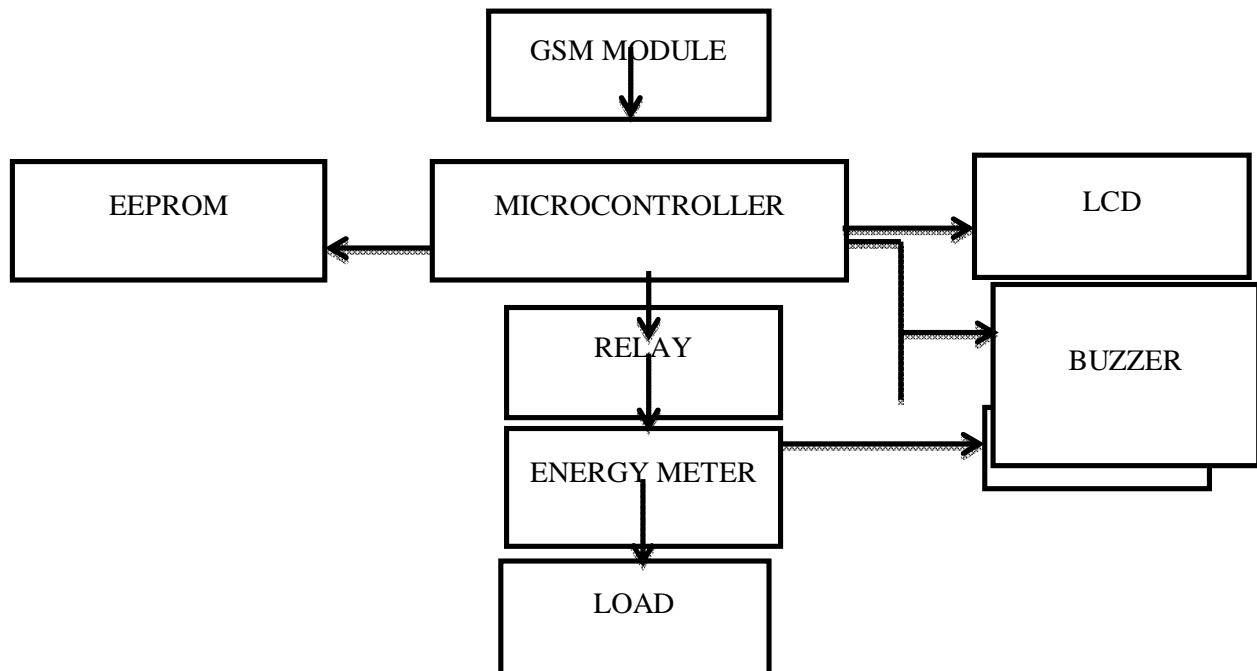 GSM MODULE
EEPROM
MICROCONTROLLER
LCD
RELAY
BUZZER
ENERGY METER
LOAD